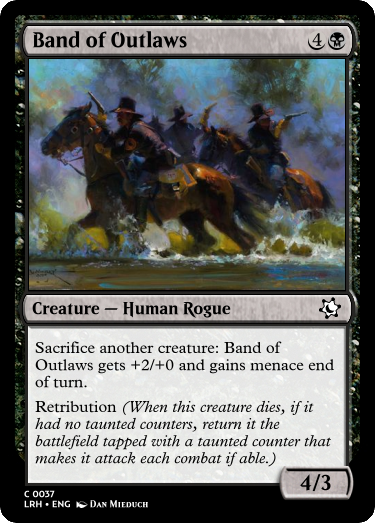 Band of Outlaws 4
Creature — Human Rogue
Sacrifice another creature: Band of
Outlaws gets +2/+0 and gains menace end
of turn.
Retribution (When this creature dies, if it
had no taunted counters, return it the
battlefield tapped with a taunted counter that
makes it attack each combat if able.)
4/3
C 0037
LRH • ENG Dan Mieduch